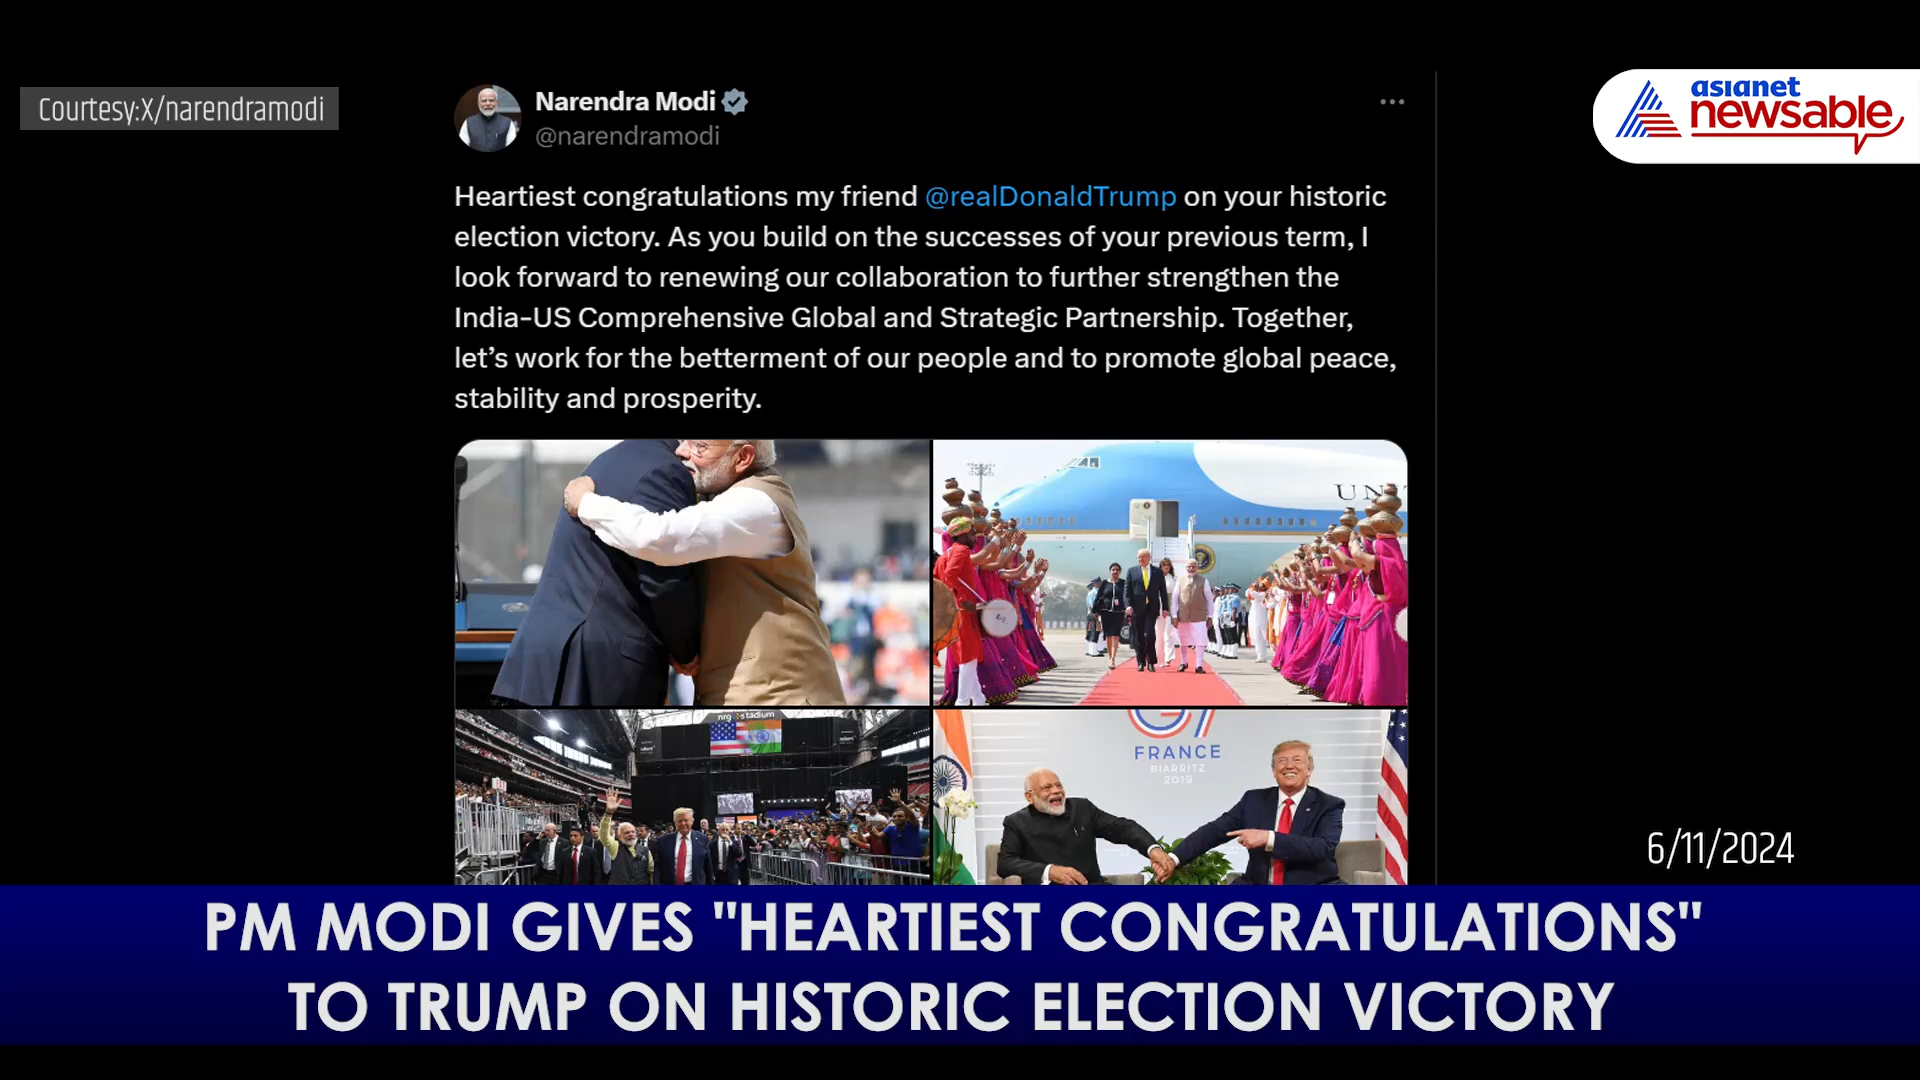 Courtesy:X/narendramodi
asianet
newsable
Narendra Modi
@narendramodi
Heartiest congratulations my friend @realDonaldTrump on your historic
election victory. As you build on the successes of your previous term, I
look forward to renewing our collaboration to further strengthen the
India-US Comprehensive Global and Strategic Partnership. Together,
let’s work for the betterment of our people and to promote global peace,
stability and prosperity.
UN
nrg stadium
FRANCE
BIARRITZ
2019
6/11/2024
PM MODI GIVES "HEARTIEST CONGRATULATIONS"
TO TRUMP ON HISTORIC ELECTION VICTORY